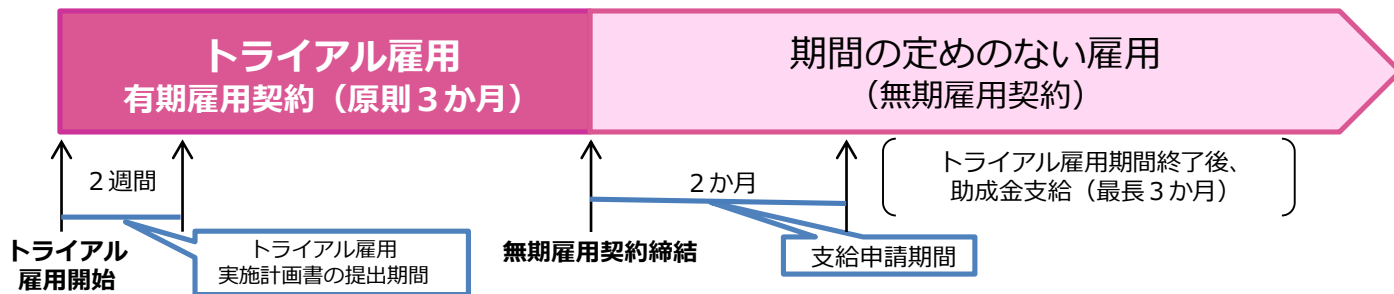 トライアル雇用
有期雇用契約（原則３か月）
期間の定めのない雇用
（無期雇用契約）
２週間
２か月
トライアル雇用期間終了後、
助成金支給（最長３か月）
トライアル
雇用開始
トライアル雇用
実施計画書の提出期間
無期雇用契約締結
支給申請期間